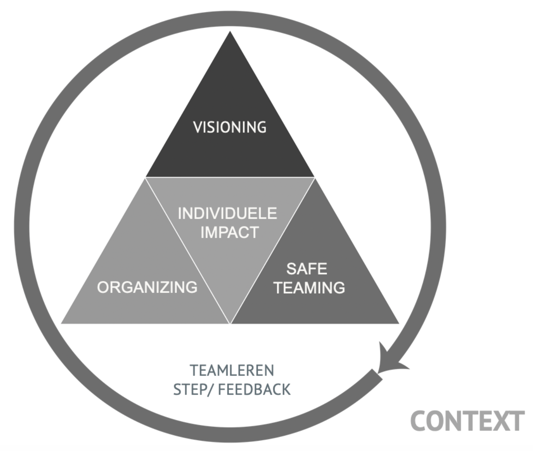 VISIONING
INDIVIDUELE
IMPACT
ORGANIZING
SAFE
TEAMING
TEAMLEREN
STEP/ FEEDBACK
CONTEXT